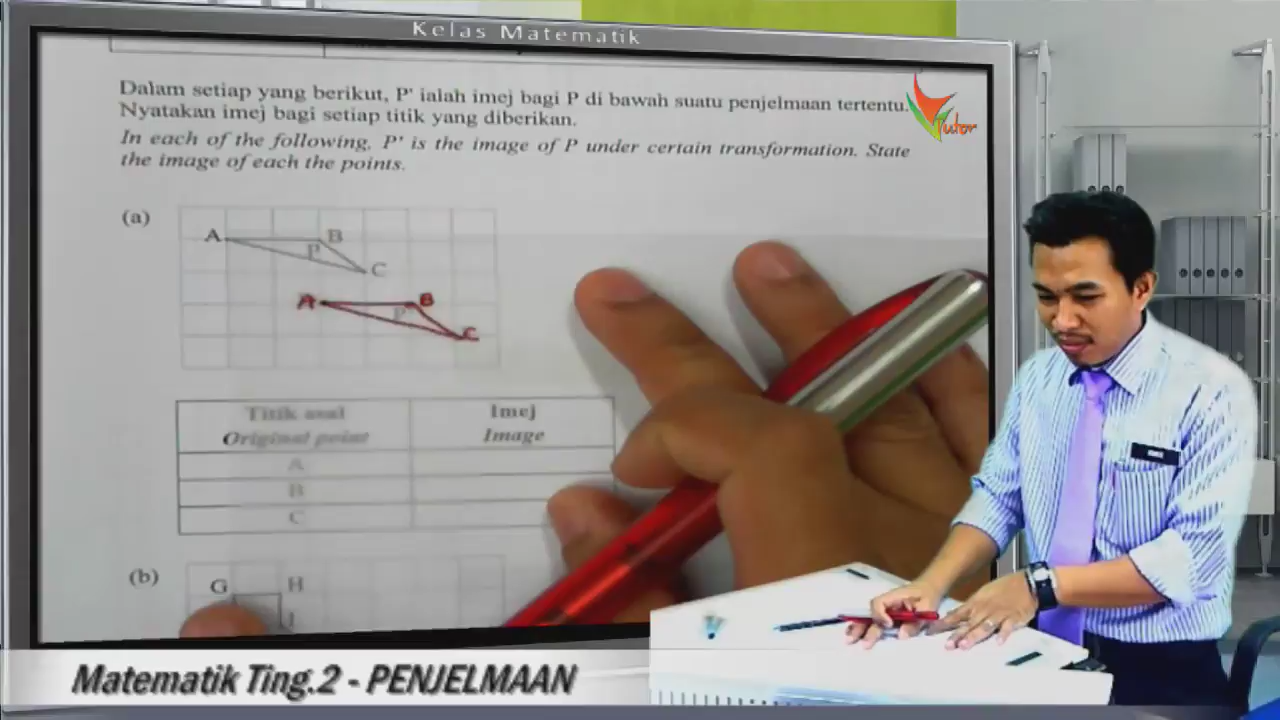 Kelas Matematik
Dalam setiap yang berikut, P' ialah imej bagi P di bawah suatu penjelmaan tertentu.
Nyatakan imej bagi setiap titik yang diberikan.
In each of the following, P' is the image of P under certain transformation. State
the image of each the points.
Tutor
(a)
A B
P
C
A B
P'
C
Titik asal Imej
Original point Image
A
B
C
(b)
G H
I
Matematik Ting.2 - PENJELMAAN